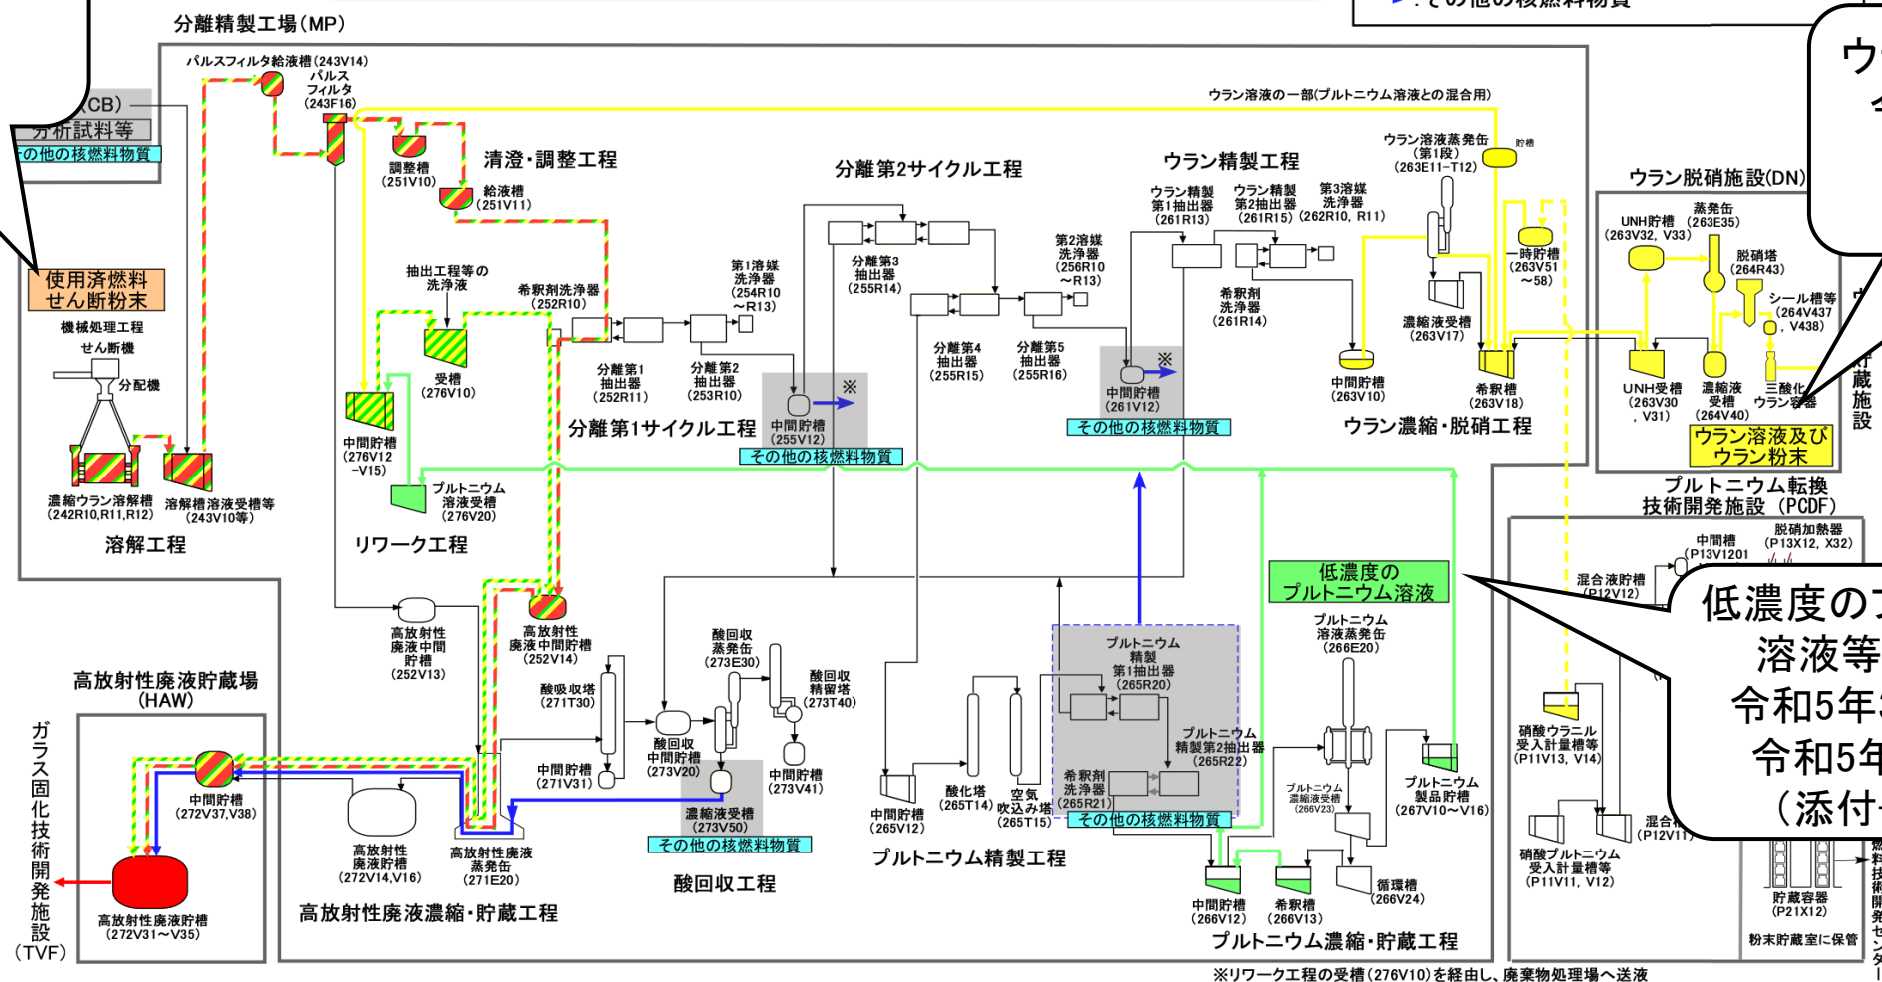 分離精製工場(MP)
:その他の核燃料物質
パルスフィルタ給液槽(243V14)
パルス
フィルタ
(243F16)
(CB)
分析試料等
その他の核燃料物質
調整槽
(251V10)
給液槽
(251V11)
清澄・調整工程
ウラン溶液の一部(プルトニウム溶液との混合用)
分離第2サイクル工程
ウラン精製工程
ウラン溶液蒸発缶
(第1段)
(263E11-T12)
貯槽
ウラン脱硝施設(DN)
ウラン精製
第1抽出器
(261R13)
ウラン精製
第2抽出器
(261R15)
第3溶媒
洗浄器
(262R10, R11)
UNH貯槽
(263V32, V33)
蒸発缶
(263E35)
脱硝塔
(264R43)
シール槽等
(264V437
, V438)
一時貯槽
(263V51
~58)
使用済燃料
せん断粉末
機械処理工程
せん断機
分配機
抽出工程等の
洗浄液
希釈剤洗浄器
(252R10)
第1溶媒
洗浄器
(254R10
~R13)
分離第3
抽出器
(255R14)
第2溶媒
洗浄器
(256R10
~R13)
希釈剤
洗浄器
(261R14)
濃縮液受槽
(263V17)
受槽
(276V10)
分離第1
抽出器
(252R11)
分離第2
抽出器
(253R10)
分離第4
抽出器
(255R15)
分離第5
抽出器
(255R16)
※
中間貯槽
(261V12)
その他の核燃料物質
中間貯槽
(263V10)
希釈槽
(263V18)
UNH受槽
(263V30
, V31)
濃縮液
受槽
(264V40)
三酸化
ウラン容器
貯蔵施設
中間貯槽
(276V12
-V15)
分離第1サイクル工程
※
中間貯槽
(255V12)
その他の核燃料物質
ウラン濃縮・脱硝工程
ウラン溶液及び
ウラン粉末
濃縮ウラン溶解槽
(242R10,R11,R12)
溶解槽溶液受槽等
(243V10等)
溶解工程
プルトニウム
溶液受槽
(276V20)
リワーク工程
プルトニウム転換
技術開発施設 (PCDF)
中間槽
(P13V1201
脱硝加熱器
(P13X12, X32)
混合液貯槽
(P12V12)
低濃度の
プルトニウム溶液
溶液等
令和5年
令和5年
高放射性
廃液中間
貯槽
(252V13)
高放射性
廃液中間貯槽
(252V14)
酸回収
蒸発缶
(273E30)
酸回収
精留塔
(273T40)
プルトニウム
精製
第1抽出器
(265R20)
プルトニウム
溶液蒸発缶
(266E20)
高放射性廃液貯蔵場
(HAW)
酸吸収塔
(271T30)
酸回収
中間貯槽
(273V20)
プルトニウム
精製第2抽出器
(265R22)
硝酸ウラニル
受入計量槽等
(P11V13, V14)
ガラス固化技術開発施設
(TVF)
中間貯槽
(272V37,V38)
中間貯槽
(271V31)
中間貯槽
(273V41)
中間貯槽
(265V12)
酸化塔
(265T14)
空気
吹込み塔
(265T15)
希釈剤
洗浄器
(265R21)
プルトニウム
濃縮液受槽
(266V23)
プルトニウム
製品貯槽
(267V10~V16)
濃縮液受槽
(273V50)
その他の核燃料物質
その他の核燃料物質
高放射性
廃液貯槽
(272V14,V16)
高放射性廃液
蒸発缶
(271E20)
プルトニウム精製工程
硝酸プルトニウム
受入計量槽等
(P11V11, V12)
(P12V11)
酸回収工程
高放射性廃液貯槽
(272V31~V35)
高放射性廃液濃縮・貯蔵工程
中間貯槽
(266V12)
希釈槽
(266V13)
循環槽
(266V24)
貯蔵容器
(P21X12)
プルトニウム濃縮・貯蔵工程
粉末貯蔵室に保管
燃料技術開発センター
※リワーク工程の受槽(276V10)を経由し、廃棄物処理場へ送液